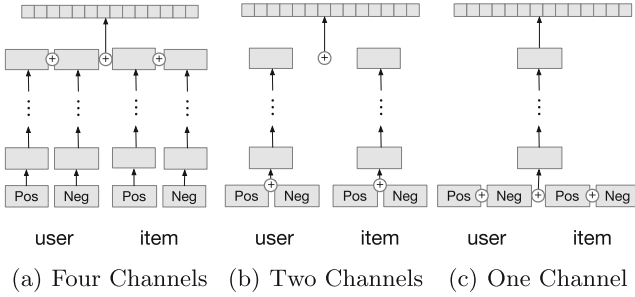 Pos Neg Pos Neg Pos Neg Pos Neg Pos Neg Pos Neg
user item user item user item
(a) Four Channels (b) Two Channels (c) One Channel